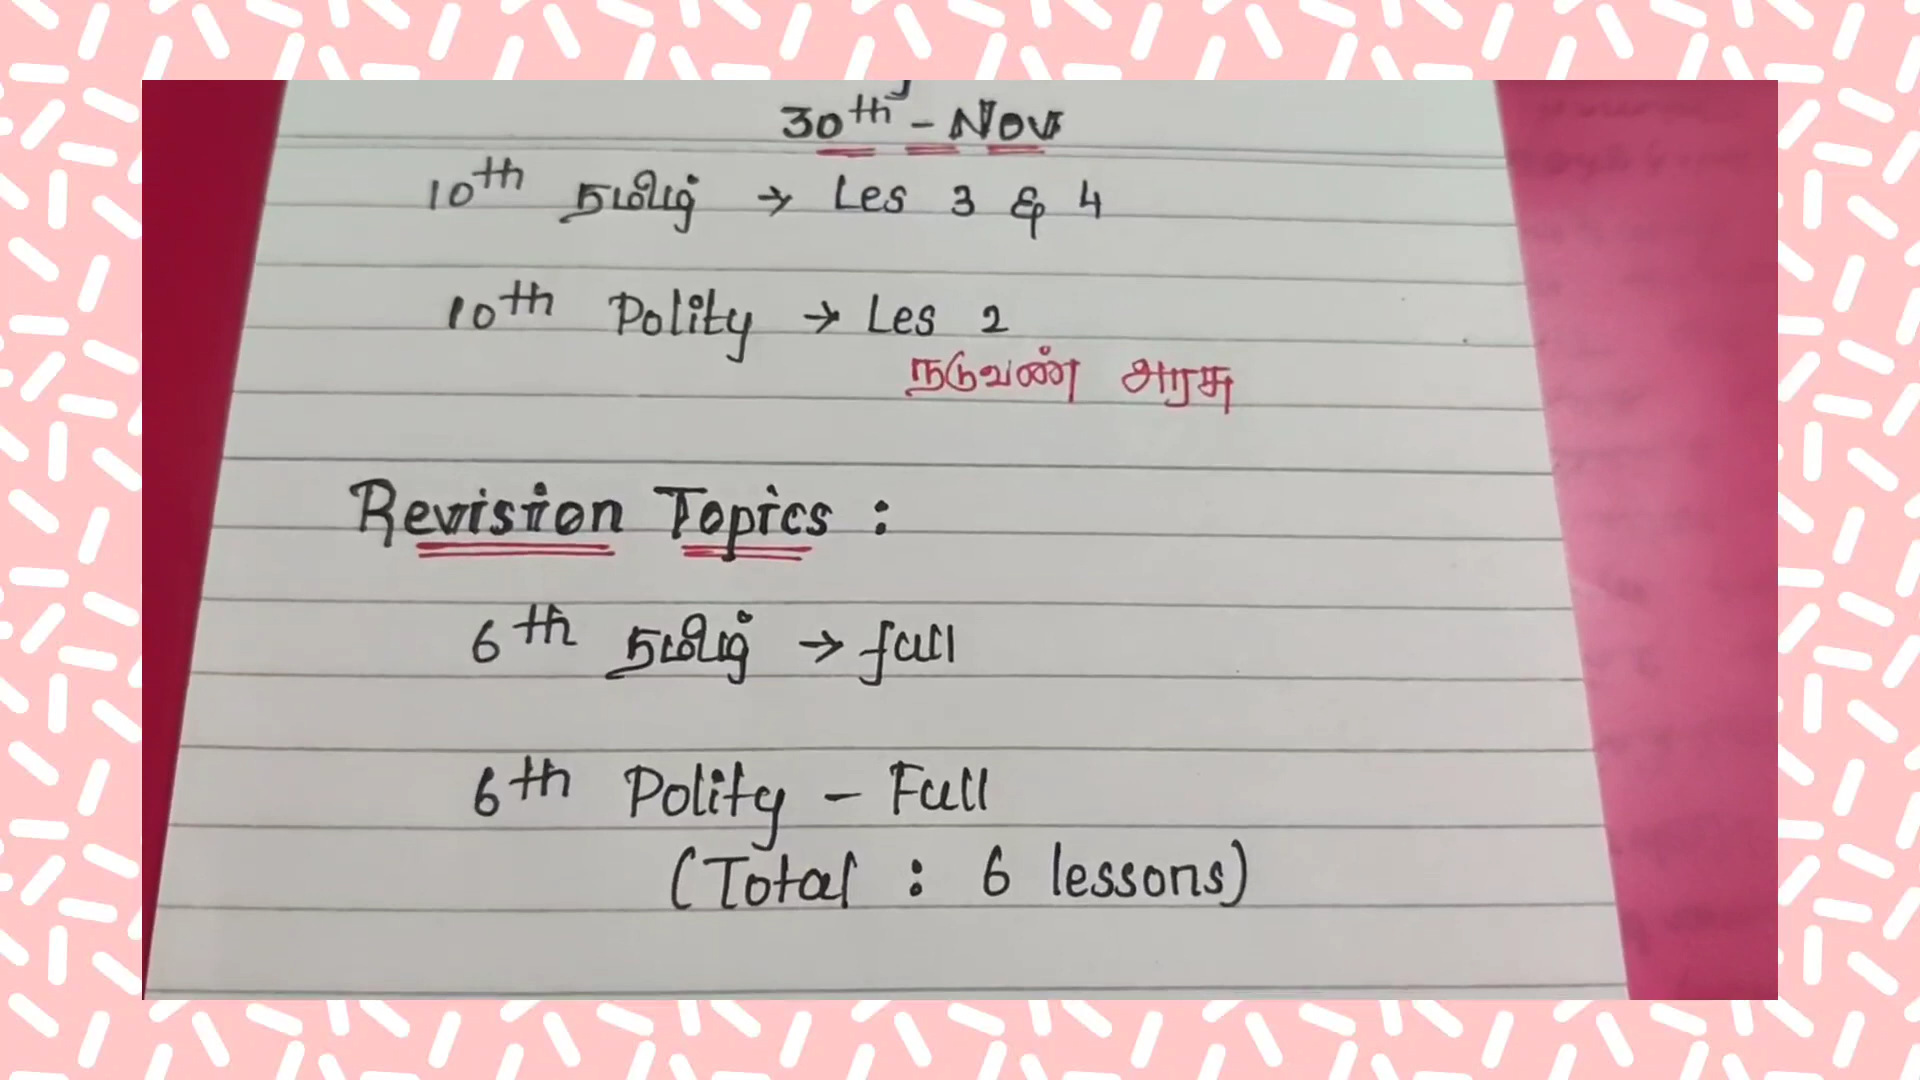 30th - Nov
10th தமிழ் → Les 3 & 4
10th Polity → Les 2
நடுவண் அரசு
Revision Topics :
6th தமிழ் → full
6th Polity - Full
(Total : 6 lessons)